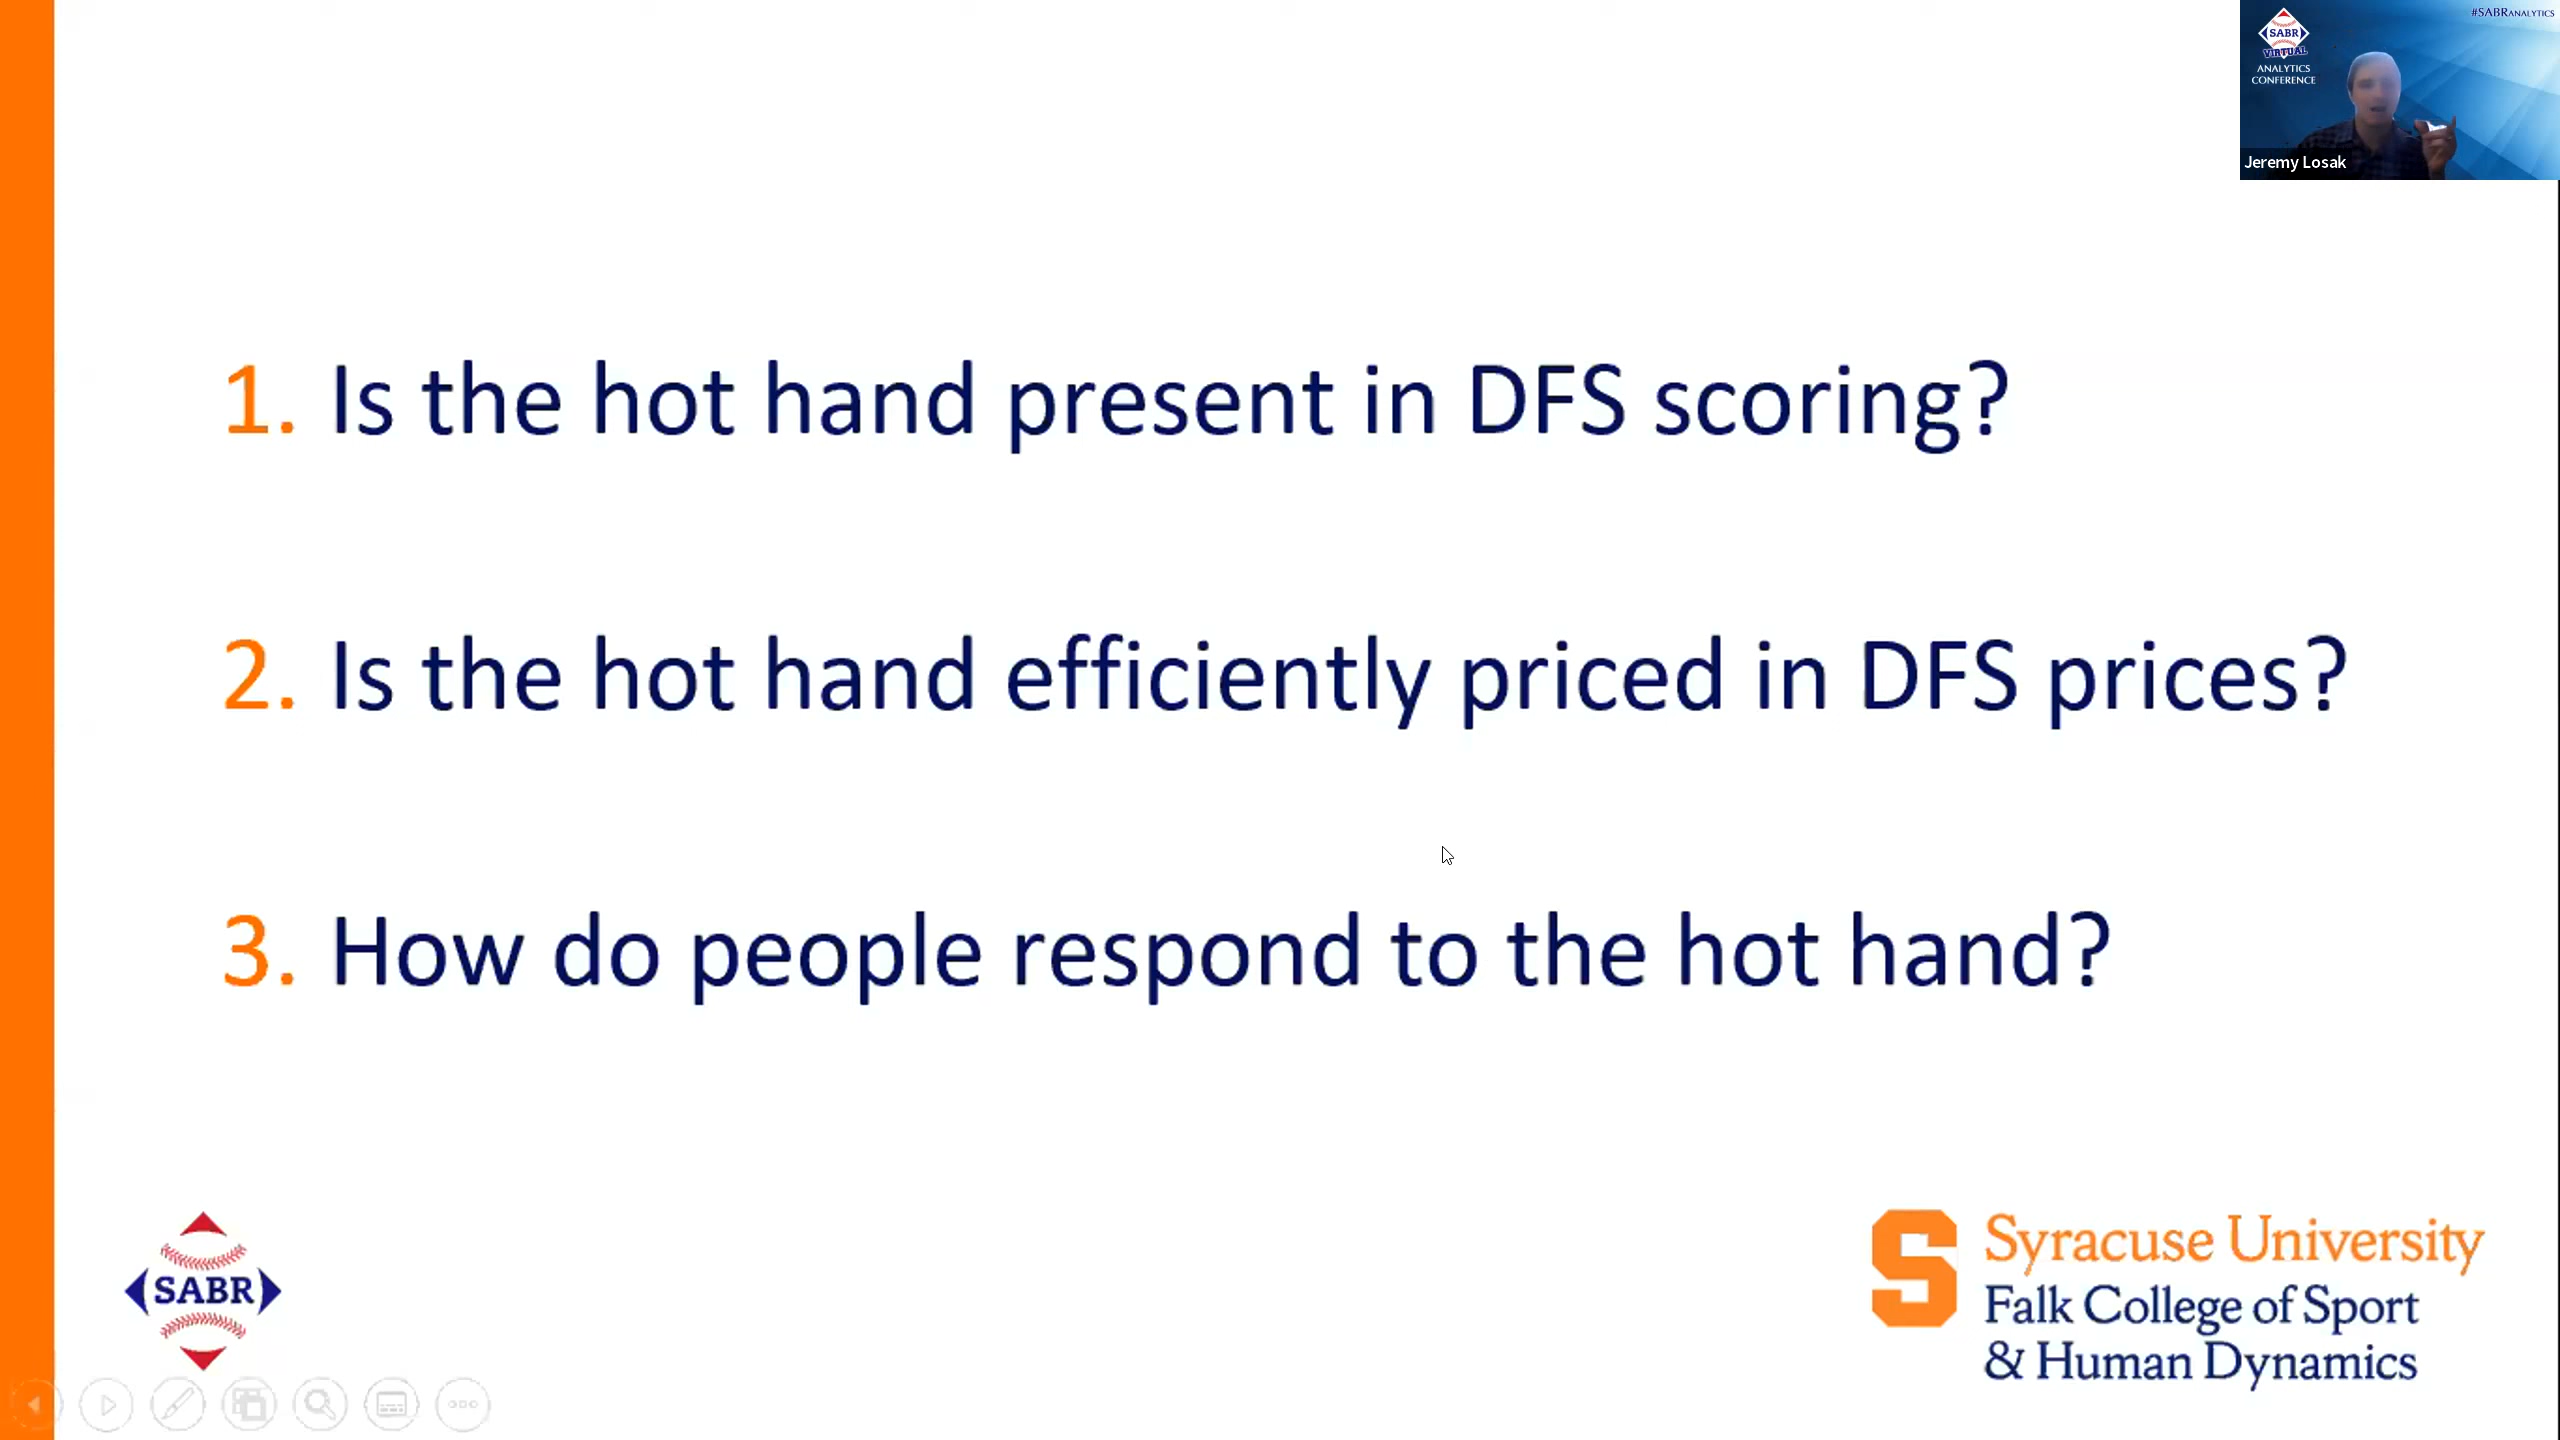 #SABRANALYTICS
SABR
VIRTUAL
ANALYTICS
CONFERENCE
Jeremy Losak
1. Is the hot hand present in DFS scoring?
2. Is the hot hand efficiently priced in DFS prices?
3. How do people respond to the hot hand?
SABR
S
Syracuse University
Falk College of Sport
& Human Dynamics